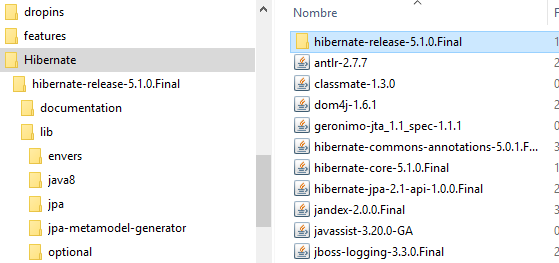 dropins
features
Hibernate
hibernate-release-5.1.0.Final
documentation
lib
envers
java8
jpa
jpa-metamodel-generator
optional
Nombre
hibernate-release-5.1.0.Final
antlr-2.7.7
classmate-1.3.0
dom4j-1.6.1
geronimo-jta_1.1_spec-1.1.1
hibernate-commons-annotations-5.0.1.F...
hibernate-core-5.1.0.Final
hibernate-jpa-2.1-api-1.0.0.Final
jandex-2.0.0.Final
javassist-3.20.0-GA
jboss-logging-3.3.0.Final